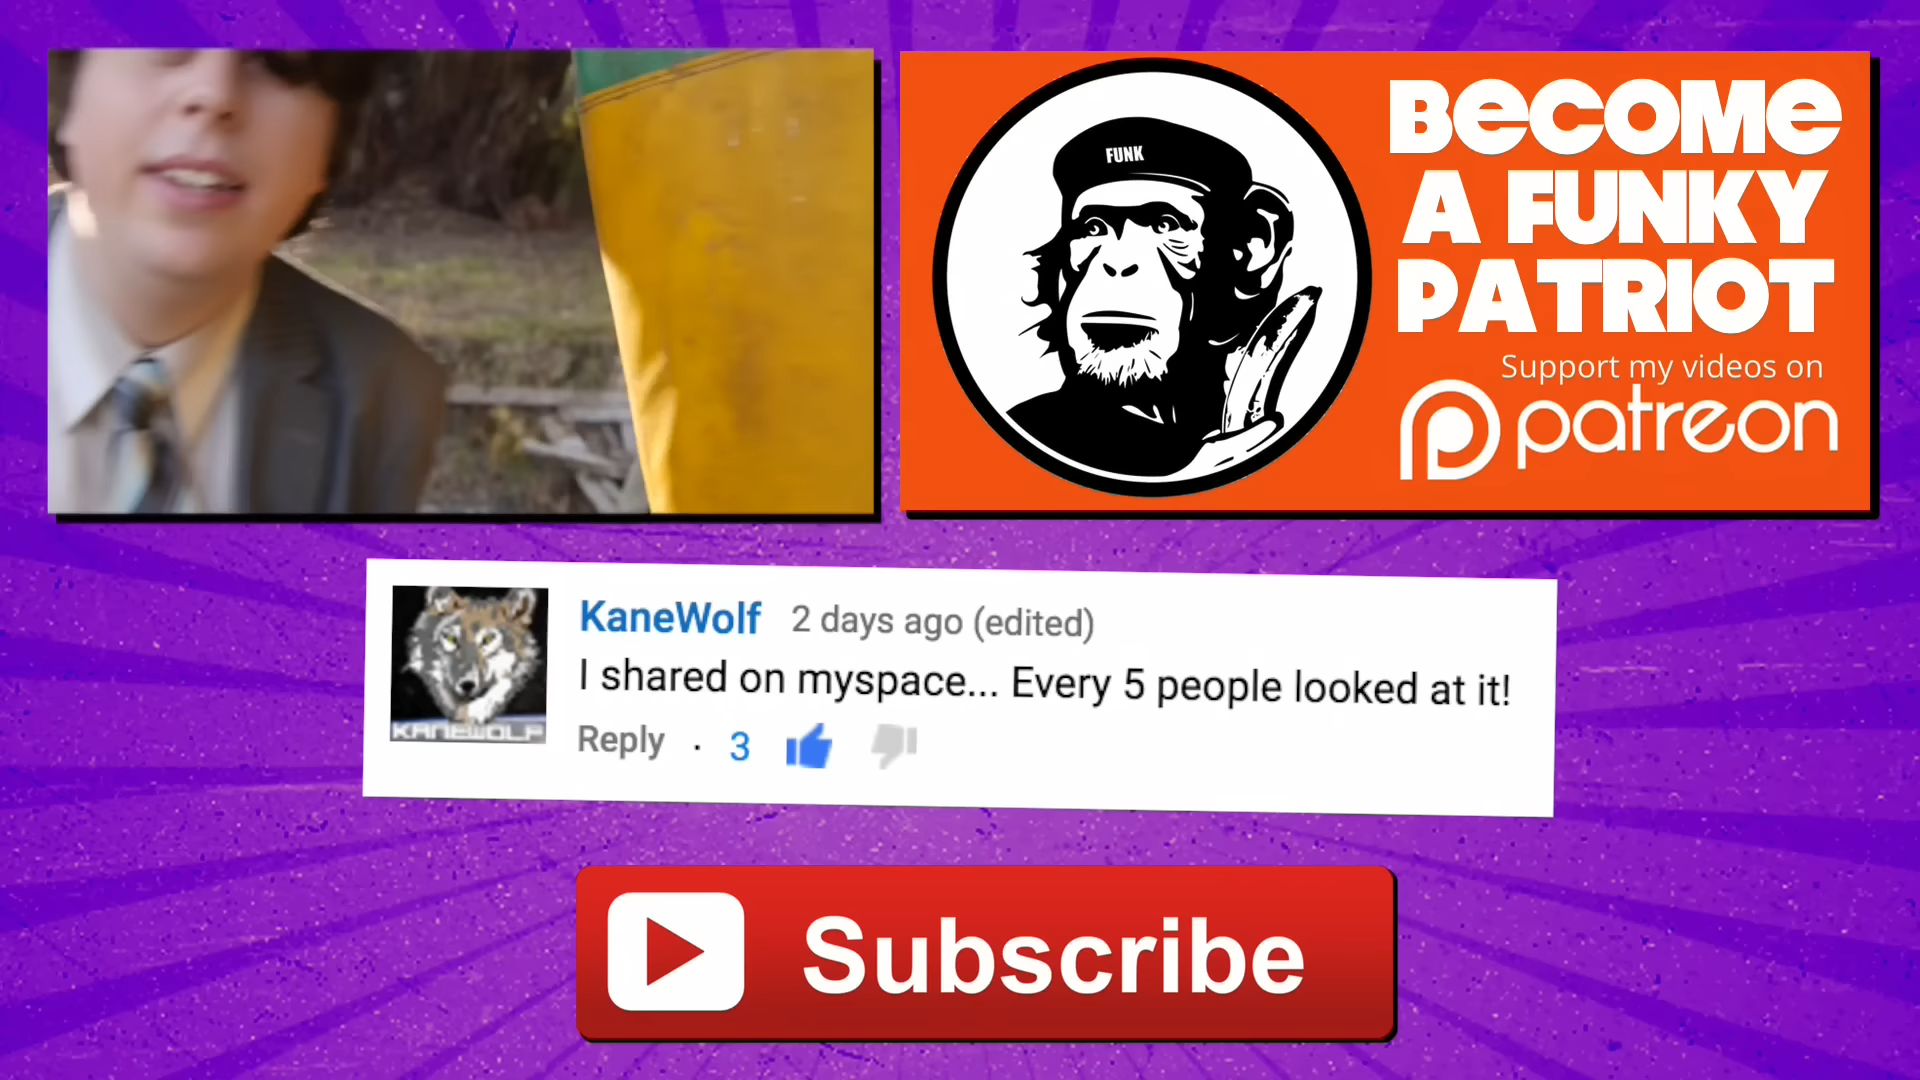 FUNK
BECOME
A FUNKY
PATRIOT
Support my videos on
patreon
KANEWOLF
KaneWolf 2 days ago (edited)
I shared on myspace... Every 5 people looked at it!
Reply · 3
Subscribe